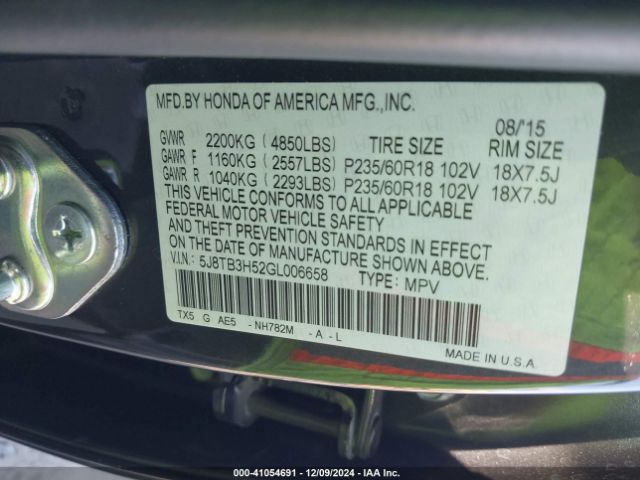 MFD.BY HONDA OF AMERICA MFG.,INC.
08/'15
GVWR 2200KG ( 4850LBS) TIRE SIZE RIM SIZE
GAWR F 1160KG ( 2557LBS) P235/60R18 102V 18X7.5J
GAWR R 1040KG ( 2293LBS) P235/60R18 102V 18X7.5J
THIS VEHICLE CONFORMS TO ALL APPLICABLE
FEDERAL MOTOR VEHICLE SAFETY
AND THEFT PREVENTION STANDARDS IN EFFECT
ON THE DATE OF MANUFACTURE SHOWN ABOVE.
V.I.N: 5J8TB3H52GL006658 TYPE: MPV
TX5 G AE5 - NH782M - A - L
MADE IN U.S.A.
000-41054691 - 12/09/2024 - IAA Inc.